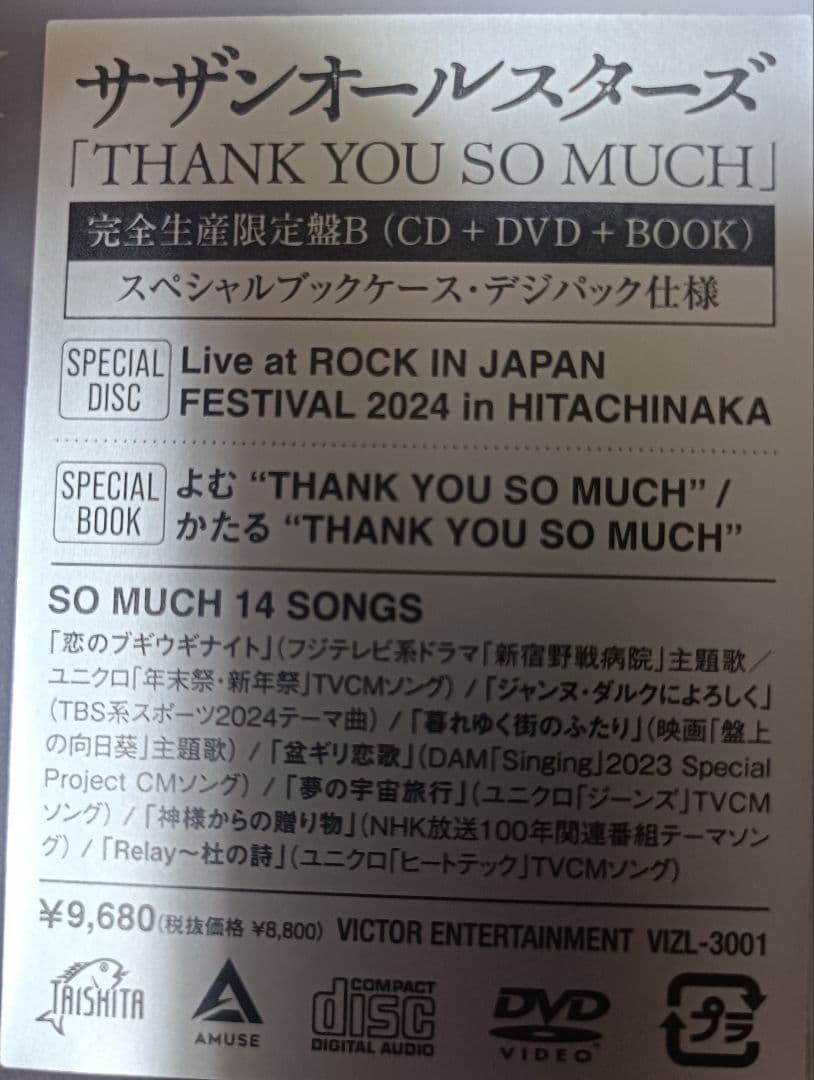 サザンオールスターズ
「THANK YOU SO MUCH」
完全生産限定盤B（CD + DVD + BOOK）
スペシャルブックケース・デジパック仕様
SPECIAL DISC Live at ROCK IN JAPAN
FESTIVAL 2024 in HITACHINAKA
SPECIAL BOOK よむ “THANK YOU SO MUCH” /
かたる “THANK YOU SO MUCH”
SO MUCH 14 SONGS
「恋のブギウギナイト」（フジテレビ系ドラマ「新宿野戦病院」主題歌／
ユニクロ「年末祭・新年祭」TVCMソング）/「ジャンヌ・ダルクによろしく」
（TBS系スポーツ2024テーマ曲）/「暮れゆく街のふたり」（映画「盤上
の向日葵」主題歌）/「盆ギリ恋歌」（DAM「Singing」2023 Special
Project CMソング）/「夢の宇宙旅行」（ユニクロ「ジーンズ」TVCM
ソング）/「神様からの贈り物」（NHK放送100年関連番組テーマソン
グ）/「Relay〜杜の詩」（ユニクロ「ヒートテック」TVCMソング）
¥9,680（税抜価格 ¥8,800） VICTOR ENTERTAINMENT VIZL-3001
TAISHITA
AMUSE
COMPACT
disc
DIGITAL AUDIO
DVD
VIDEO
プラ